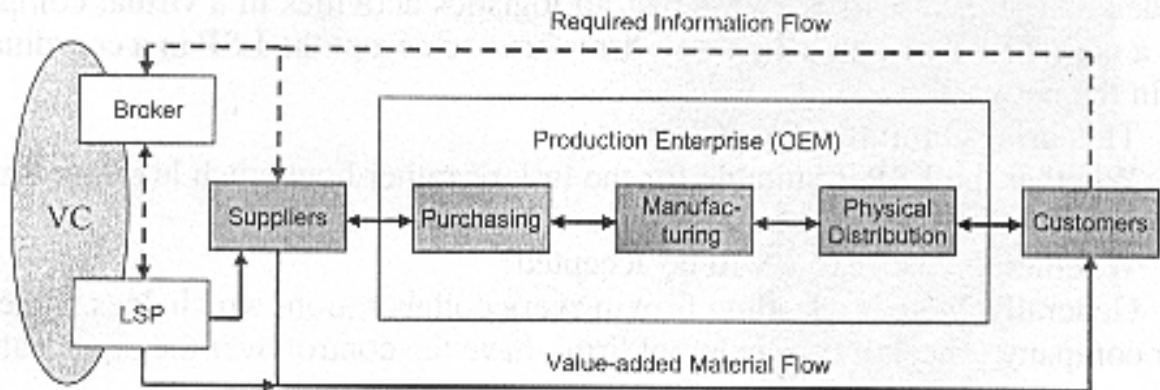 Required Information Flow
Broker
Production Enterprise (OEM)
VC
Suppliers
Purchasing
Manufac-
turing
Physical
Distribution
Customers
LSP
Value-added Material Flow